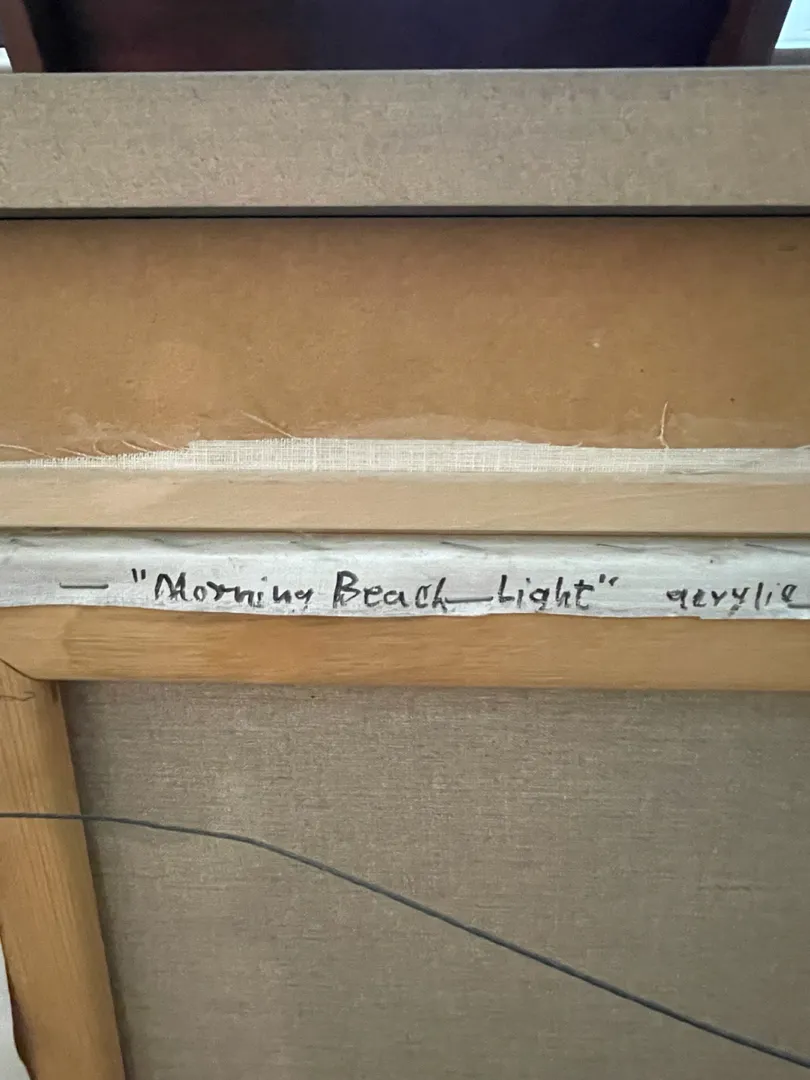 — "Morning Beach—Light" acrylic